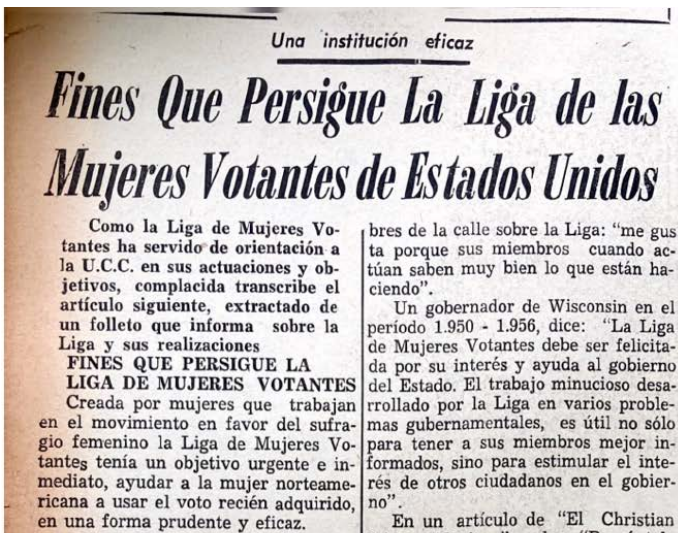 Una institución eficaz
Fines Que Persigue La Liga de las
Mujeres Votantes de Estados Unidos
Como la Liga de Mujeres Vo-
tantes ha servido de orientación a
la U.C.C. en sus actuaciones y ob-
jetivos, complacida transcribe el
artículo siguiente, extractado de
un folleto que informa sobre la
Liga y sus realizaciones
FINES QUE PERSIGUE LA
LIGA DE MUJERES VOTANTES
Creada por mujeres que trabajan
en el movimiento en favor del sufra-
gio femenino la Liga de Mujeres Vo-
tantes tenía un objetivo urgente e in-
mediato, ayudar a la mujer norteame-
ricana a usar el voto recién adquirido,
en una forma prudente y eficaz.
bres de la calle sobre la Liga: "me gus
ta porque sus miembros cuando ac-
túan saben muy bien lo que están ha-
ciendo".
Un gobernador de Wisconsin en el
período 1.950 - 1.956, dice: "La Liga
de Mujeres Votantes debe ser felicita-
da por su interés y ayuda al gobierno
del Estado. El trabajo minucioso desa-
rrollado por la Liga en varios proble-
mas gubernamentales, es útil no sólo
para tener a sus miembros mejor in-
formados, sino para estimular el inte-
rés de otros ciudadanos en el gobier-
no".
En un artículo de "El Christian